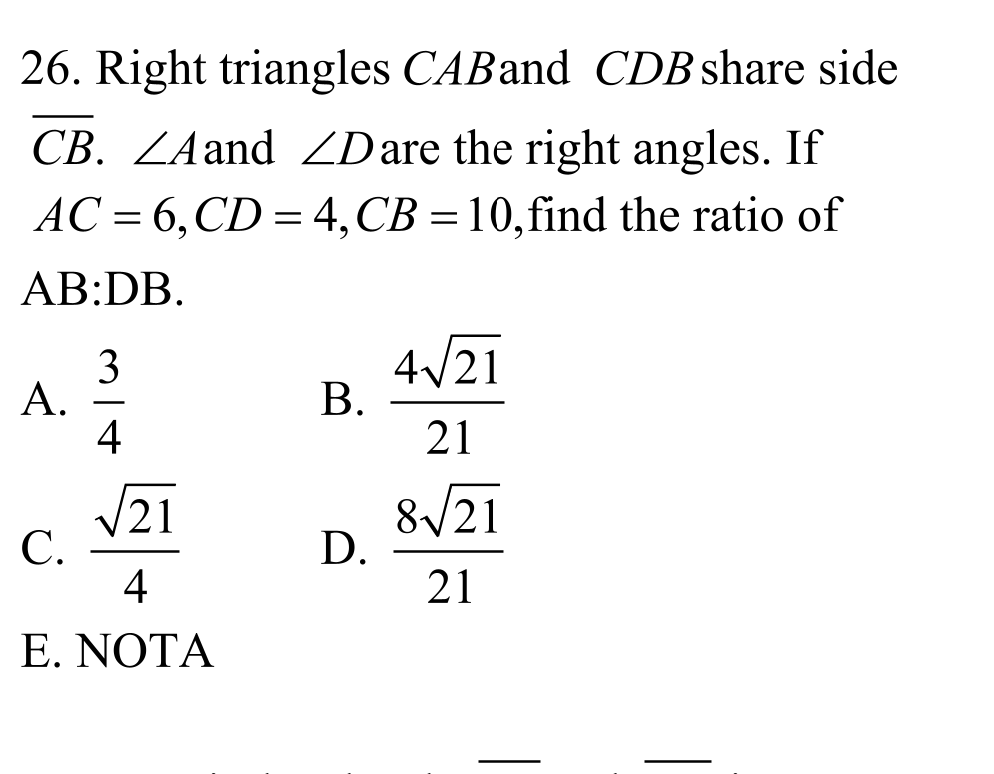 26. Right triangles CAB and CDB share side
\overline{CB}. ∠A and ∠D are the right angles. If
AC = 6, CD = 4, CB = 10, find the ratio of
AB:DB.
A. \frac{3}{4} B. \frac{4\sqrt{21}}{21}
C. \frac{\sqrt{21}}{4} D. \frac{8\sqrt{21}}{21}
E. NOTA